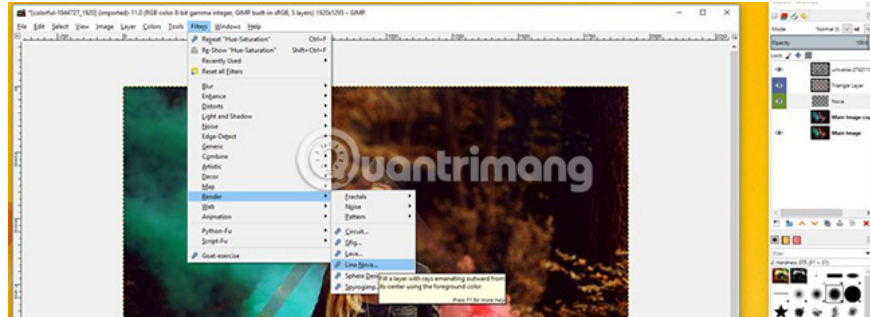 *[colorful-1844727_1920] (imported)-11.0 (RGB color 8-bit gamma integer, GIMP built-in sRGB, 5 layers) 1920x1295 – GIMP
File Edit Select View Image Layer Colors Tools Filters Windows Help
Repeat "Hue-Saturation" Ctrl+F
Re-Show "Hue-Saturation" Shift+Ctrl+F
Recently Used
Reset all Filters
Blur
Enhance
Distorts
Light and Shadow
Noise
Edge-Detect
Generic
Combine
Artistic
Decor
Map
Render
Web
Animation
Python-Fu
Script-Fu
Goat-exercise
Fractals
Noise
Pattern
Circuit...
Gfig...
Lava...
Line Nova...
Sphere Desi
Spyrogimp...
Fill a layer with rays emanating outward from
its center using the foreground color
Press F1 for more help
Quantrimang
Mode Normal
Opacity 100.0
Lock
Triangle Layer
Nova
Main Image cop
Main Image